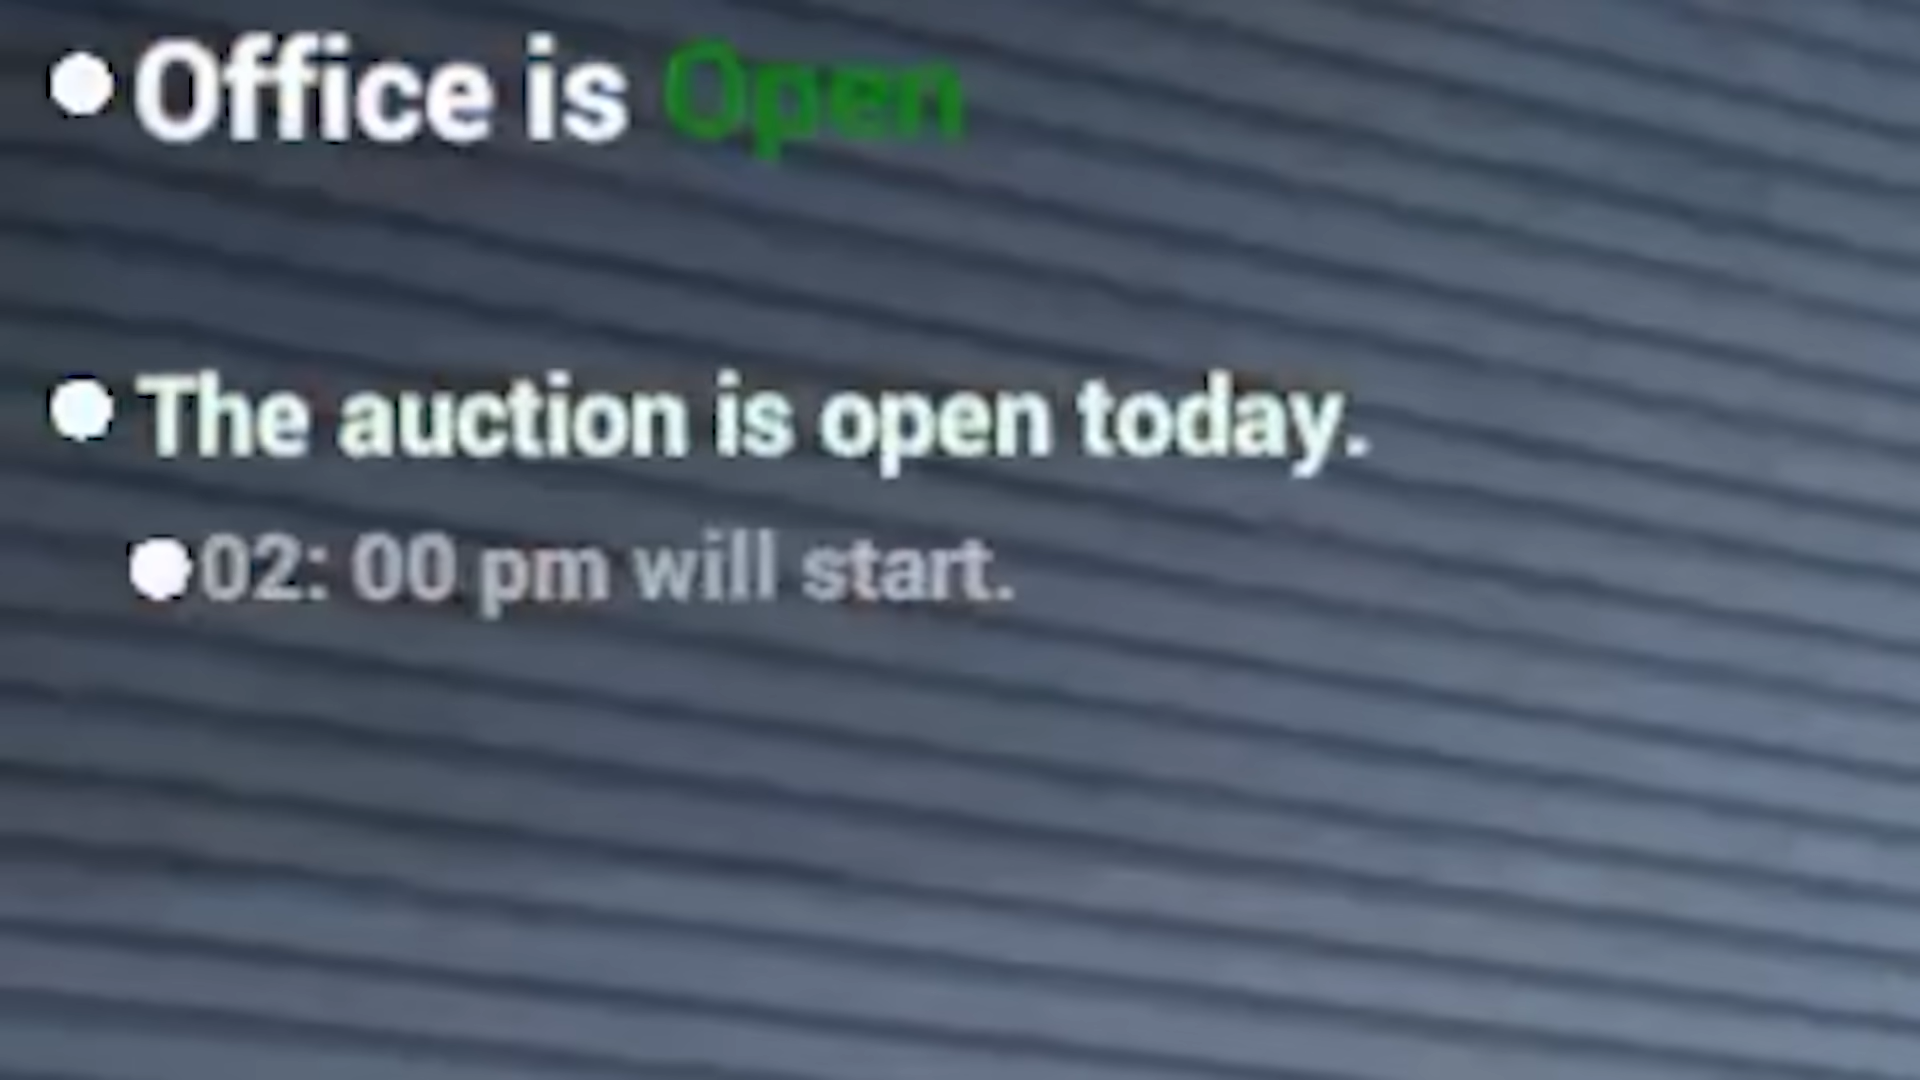 • Office is Open
• The auction is open today.
• 02: 00 pm will start.